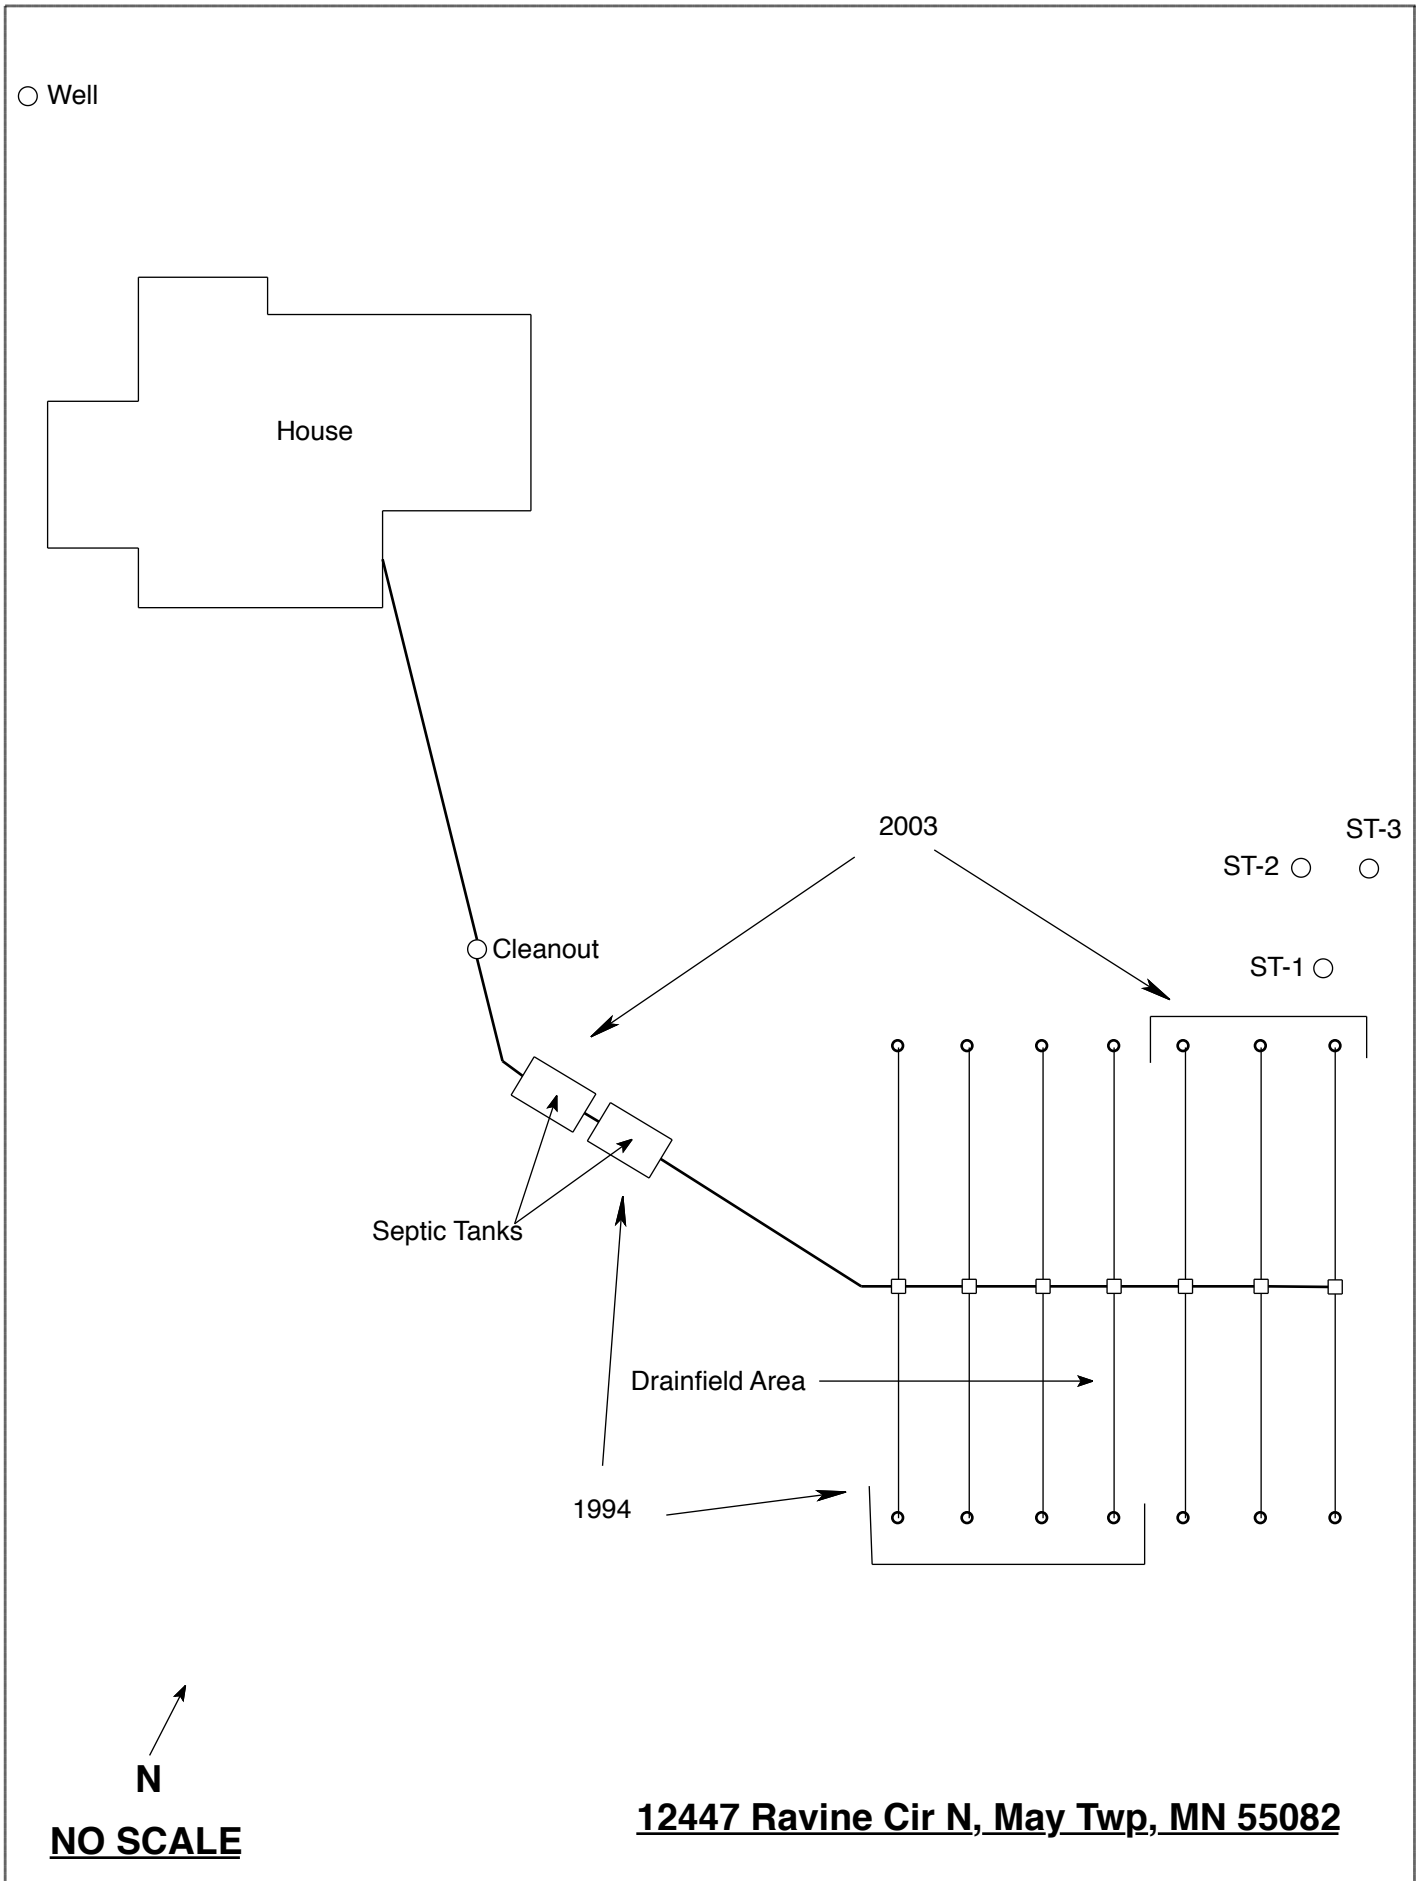 Well
House
2003
ST-3
ST-2
Cleanout
ST-1
Septic Tanks
Drainfield Area
1994
N
NO SCALE
12447 Ravine Cir N, May Twp, MN 55082